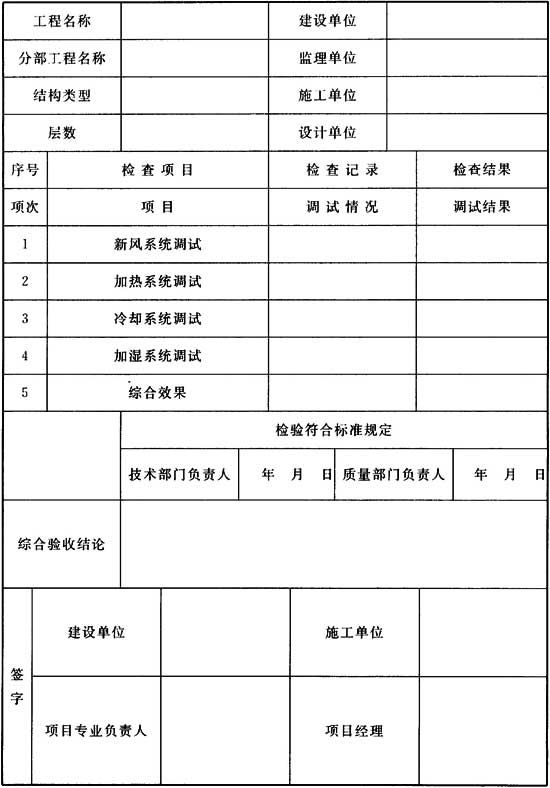 工程名称 建设单位
分部工程名称 监理单位
结构类型 施工单位
层数 设计单位
序号 检查项目 检查记录 检查结果
项次 项目 调试情况 调试结果
1 新风系统调试
2 加热系统调试
3 冷却系统调试
4 加湿系统调试
5 综合效果
检验符合标准规定
技术部门负责人 年 月 日 质量部门负责人 年 月 日
综合验收结论
签字
建设单位 施工单位
项目专业负责人 项目经理